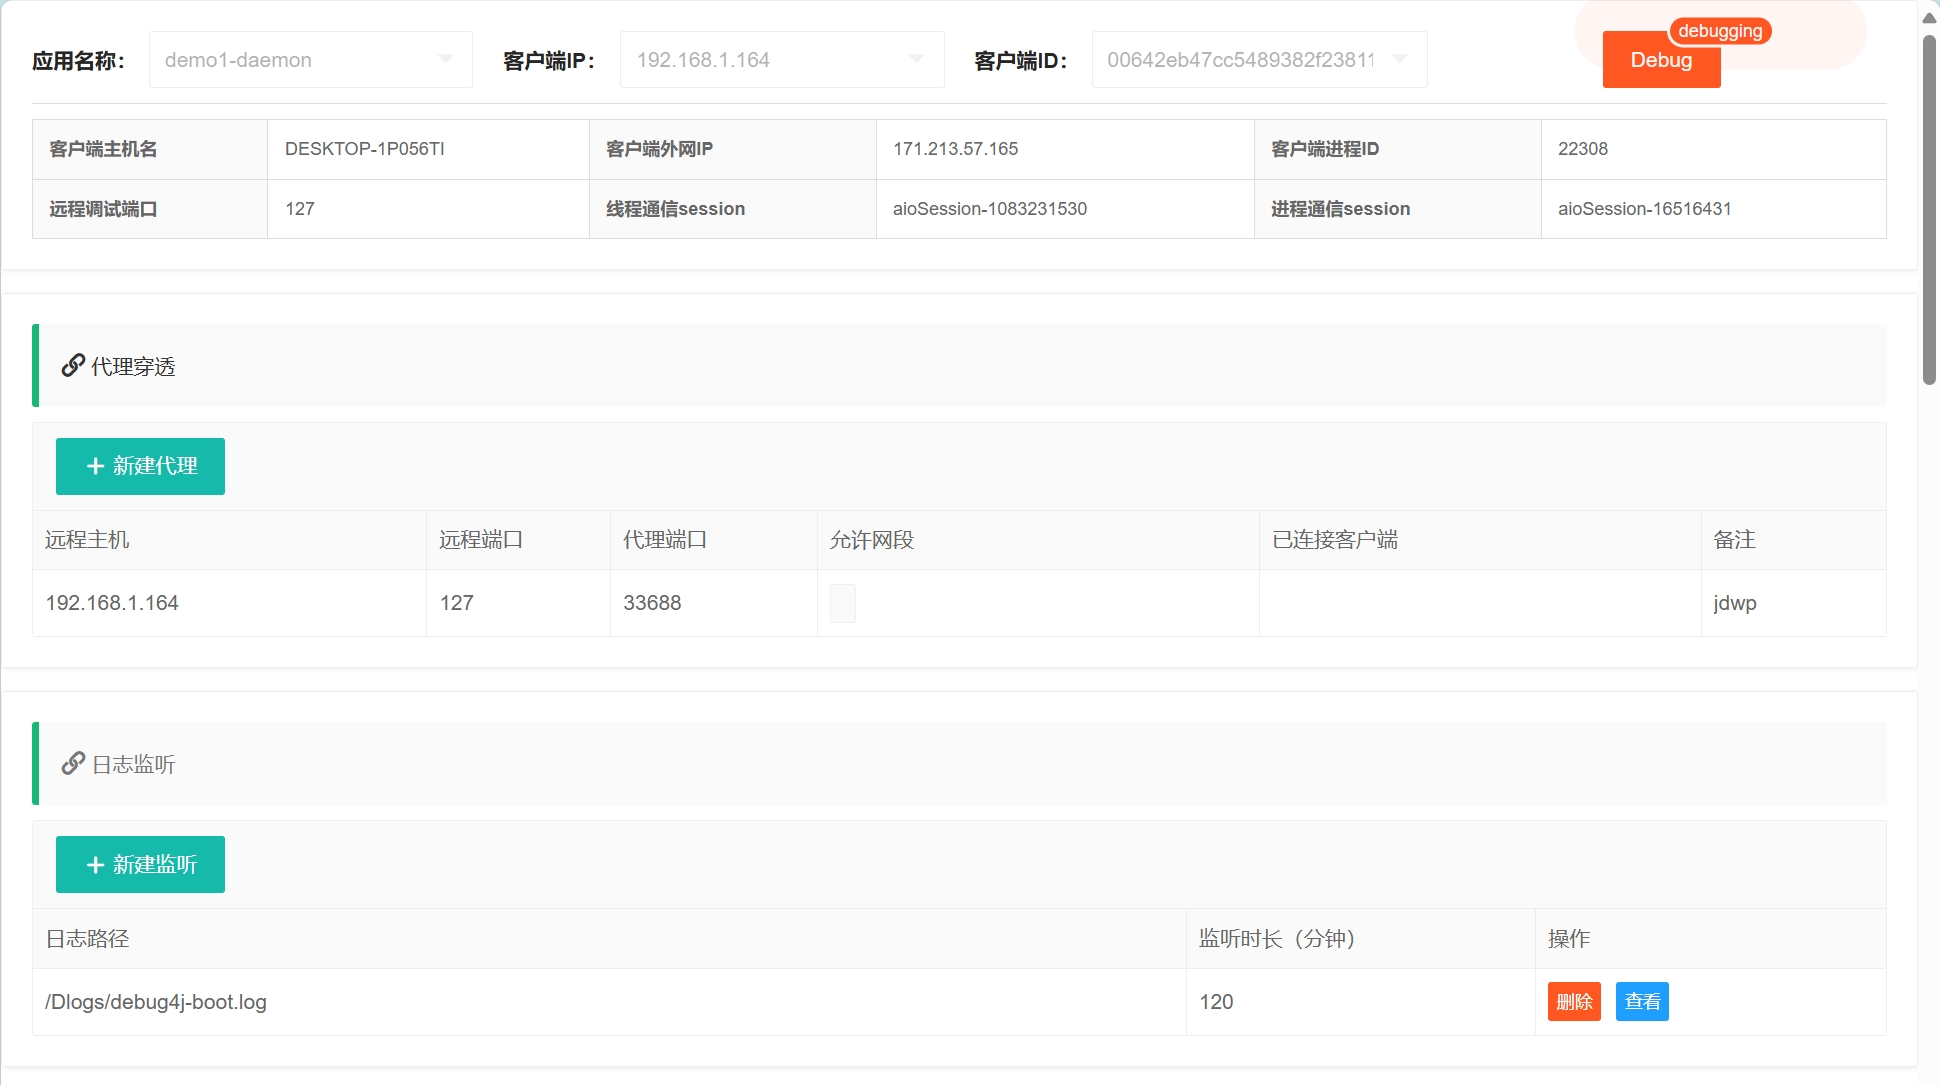 应用名称： demo1-daemon 客户端IP： 192.168.1.164 客户端ID： 00642eb47cc5489382f23811 Debug debugging
客户端主机名 DESKTOP-1P056TI 客户端外网IP 171.213.57.165 客户端进程ID 22308
远程调试端口 127 线程通信session aioSession-1083231530 进程通信session aioSession-16516431
代理穿透
新建代理
远程主机 远程端口 代理端口 允许网段 已连接客户端 备注
192.168.1.164 127 33688 jdwp
日志监听
新建监听
日志路径 监听时长（分钟） 操作
/Dlogs/debug4j-boot.log 120 删除 查看